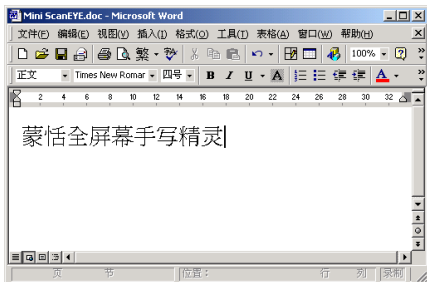 Mini ScanEYE.doc - Microsoft Word
文件(F) 编辑(E) 视图(V) 插入(I) 格式(O) 工具(T) 表格(A) 窗口(W) 帮助(H)
繁 100%
正文 Times New Romar 四号 B I U A A
2 4 6 8 10 12 14 16 18 20 22 24 26 28 30 32
蒙恬全屏幕手写精灵
页 节 位置: 行 列 录制